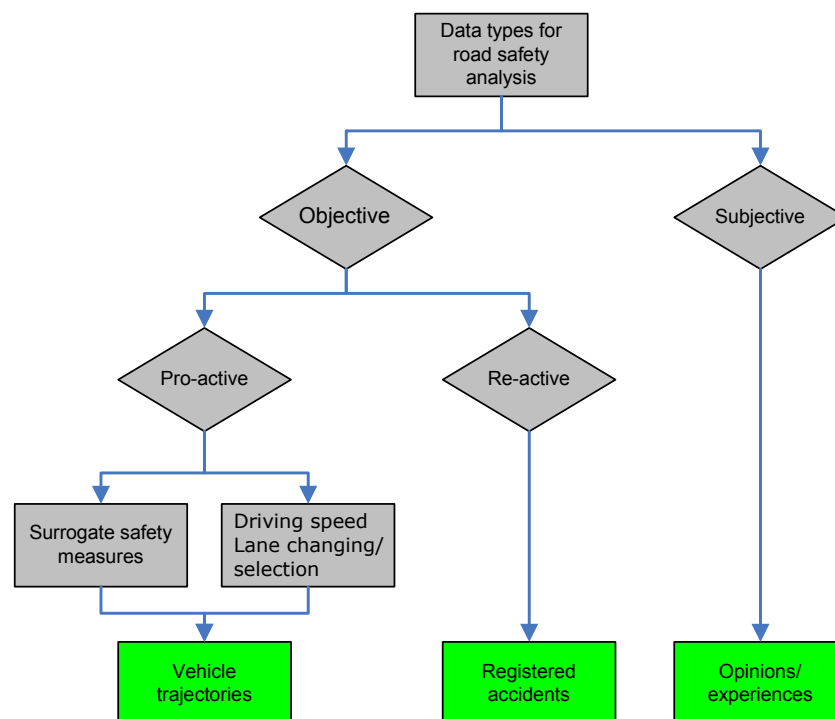 Data types for
road safety
analysis
Objective
Subjective
Pro-active
Re-active
Surrogate safety
measures
Driving speed
Lane changing/
selection
Vehicle
trajectories
Registered
accidents
Opinions/
experiences